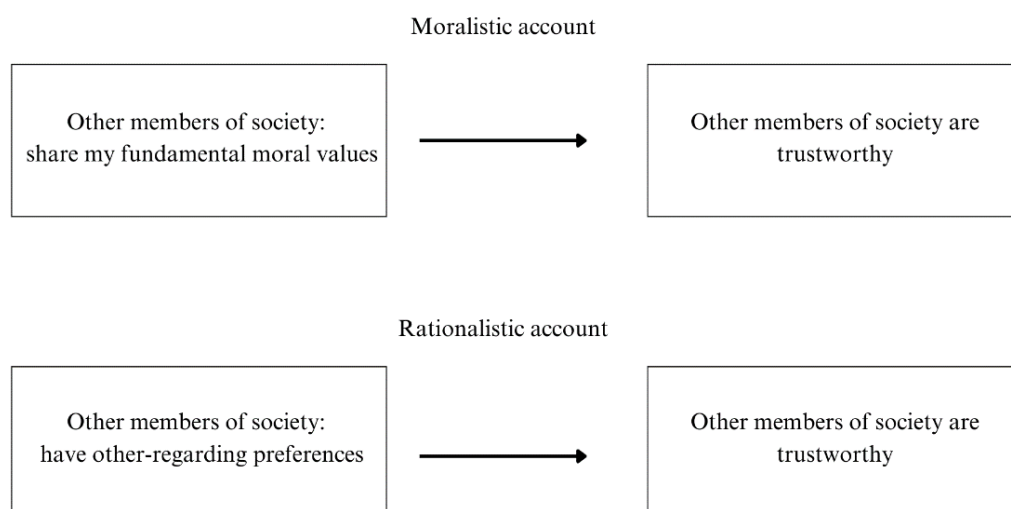 Moralistic account
Other members of society:
share my fundamental moral values
Other members of society are
trustworthy
Rationalistic account
Other members of society:
have other-regarding preferences
Other members of society are
trustworthy